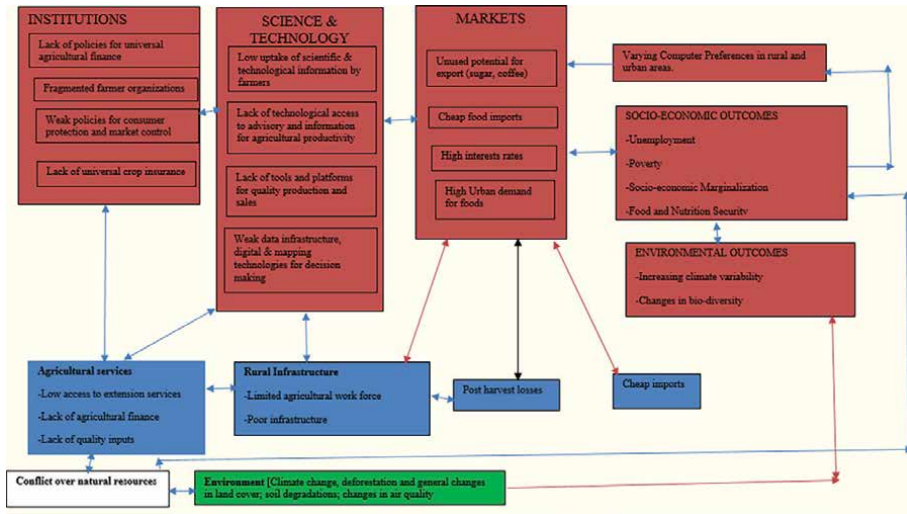 INSTITUTIONS
Lack of policies for universal
agricultural finance
Fragmented farmer organizations
Weak policies for consumer
protection and market control
Lack of universal crop insurance
SCIENCE &
TECHNOLOGY
Low uptake of scientific &
technological information by
farmers
Lack of technological access
to advisory and information
for agricultural productivity
Lack of tools and platforms
for quality production and
sales
Weak data infrastructure,
digital & mapping
technologies for decision
making
MARKETS
Unused potential for
export (sugar, coffee)
Cheap food imports
High interests rates
High Urban demand
for foods
Varying Computer Preferences in rural and
urban areas.
SOCIO-ECONOMIC OUTCOMES
-Unemployment
-Poverty
-Socio-economic Marginalization
-Food and Nutrition Security
ENVIRONMENTAL OUTCOMES
-Increasing climate variability
-Changes in bio-diversity
Agricultural services
-Low access to extension services
-Lack of agricultural finance
-Lack of quality inputs
Rural Infrastructure
-Limited agricultural work force
-Poor infrastructure
Post harvest losses
Cheap imports
Conflict over natural resources
Environment [Climate change, deforestation and general changes
in land cover; soil degradations; changes in air quality